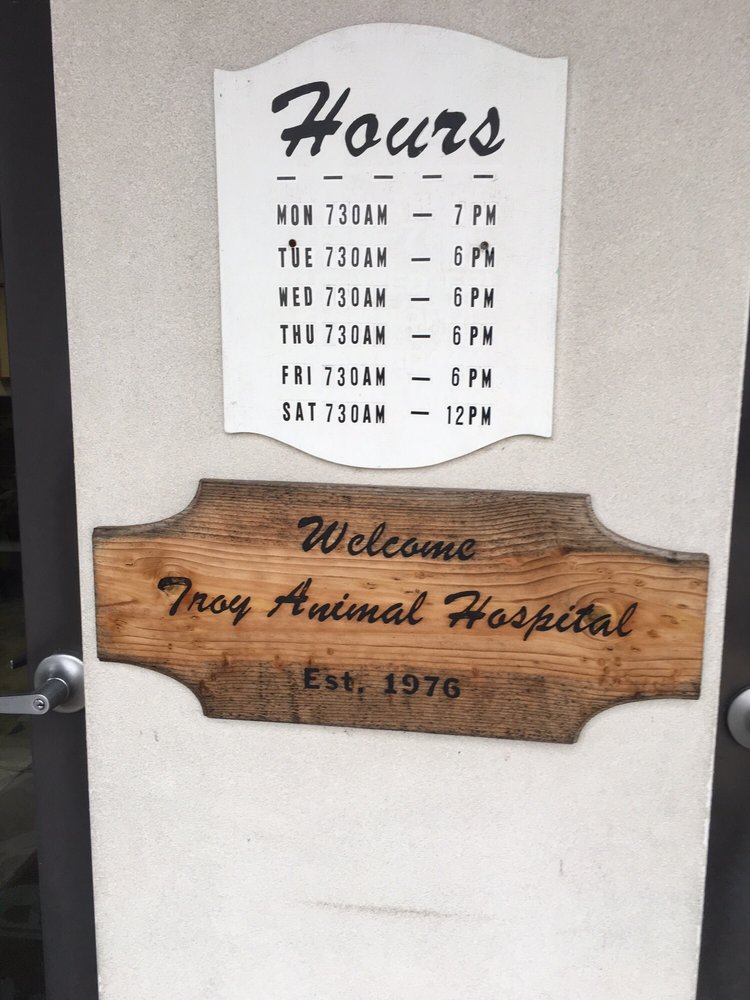 Hours
— — — — —
MON 730AM — 7 PM
TUE 730AM — 6 PM
WED 730AM — 6 PM
THU 730AM — 6 PM
FRI 730AM — 6 PM
SAT 730AM — 12PM
Welcome
Troy Animal Hospital
Est. 1976